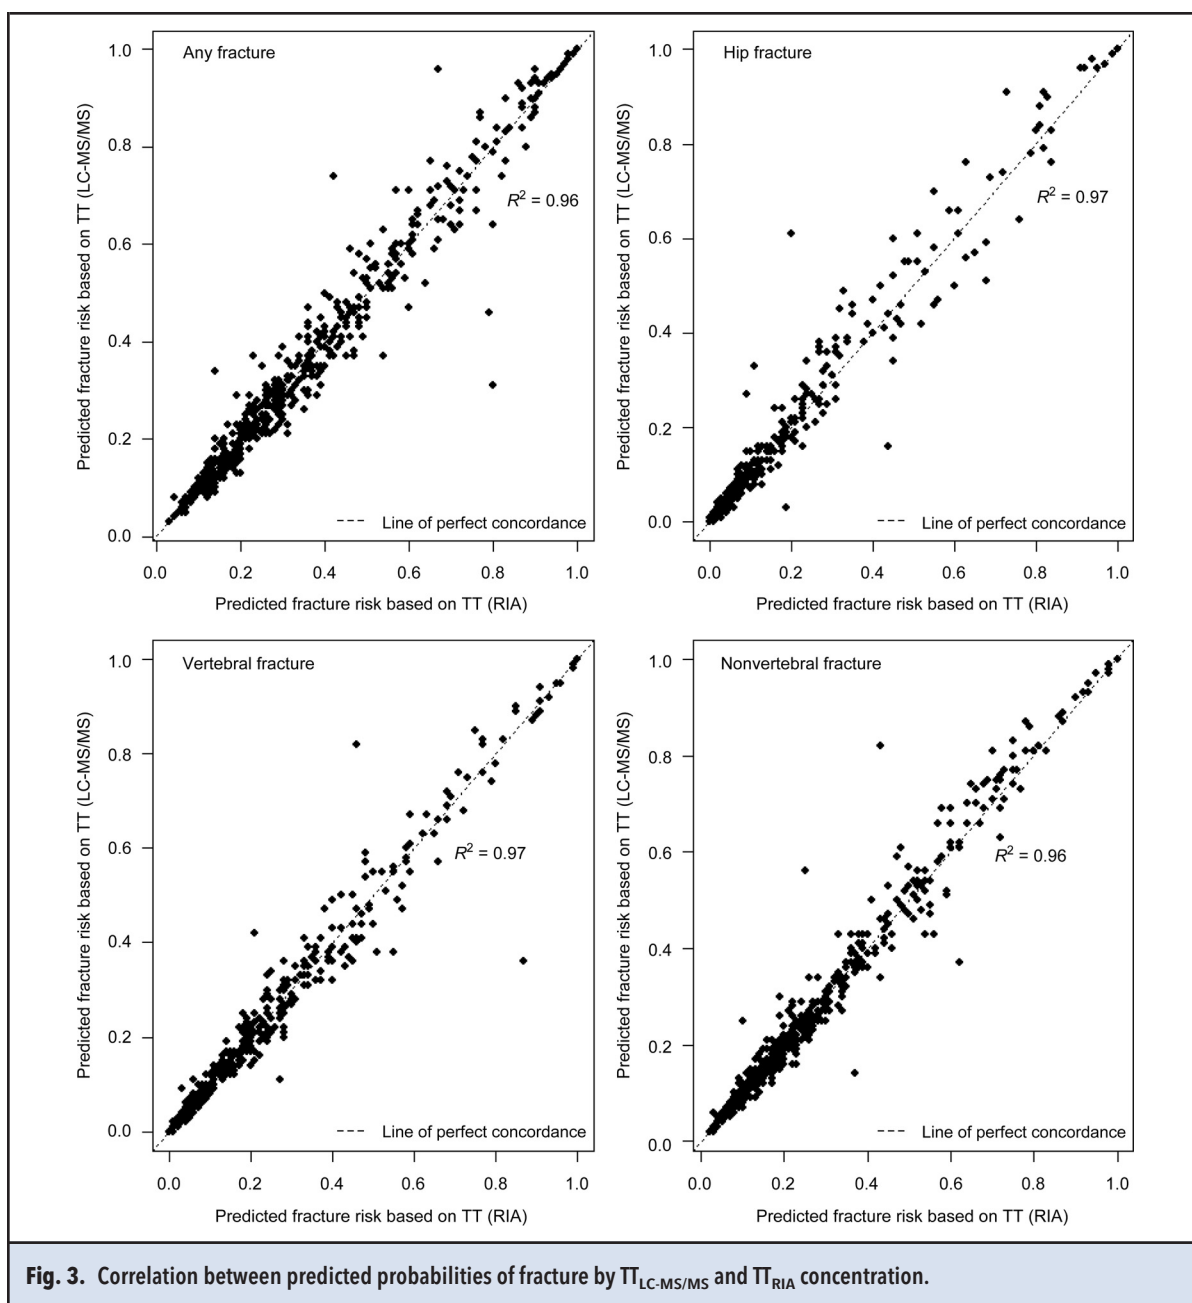 Any fracture
Predicted fracture risk based on TT (LC-MS/MS)
1.0
0.8
0.6
0.4
0.2
0.0
R² = 0.96
Line of perfect concordance
0.0 0.2 0.4 0.6 0.8 1.0
Predicted fracture risk based on TT (RIA)
Hip fracture
Predicted fracture risk based on TT (LC-MS/MS)
1.0
0.8
0.6
0.4
0.2
0.0
R² = 0.97
Line of perfect concordance
0.0 0.2 0.4 0.6 0.8 1.0
Predicted fracture risk based on TT (RIA)
Vertebral fracture
Predicted fracture risk based on TT (LC-MS/MS)
1.0
0.8
0.6
0.4
0.2
0.0
R² = 0.97
Line of perfect concordance
0.0 0.2 0.4 0.6 0.8 1.0
Predicted fracture risk based on TT (RIA)
Nonvertebral fracture
Predicted fracture risk based on TT (LC-MS/MS)
1.0
0.8
0.6
0.4
0.2
0.0
R² = 0.96
Line of perfect concordance
0.0 0.2 0.4 0.6 0.8 1.0
Predicted fracture risk based on TT (RIA)
Fig. 3. Correlation between predicted probabilities of fracture by TT LC-MS/MS and TT RIA concentration.